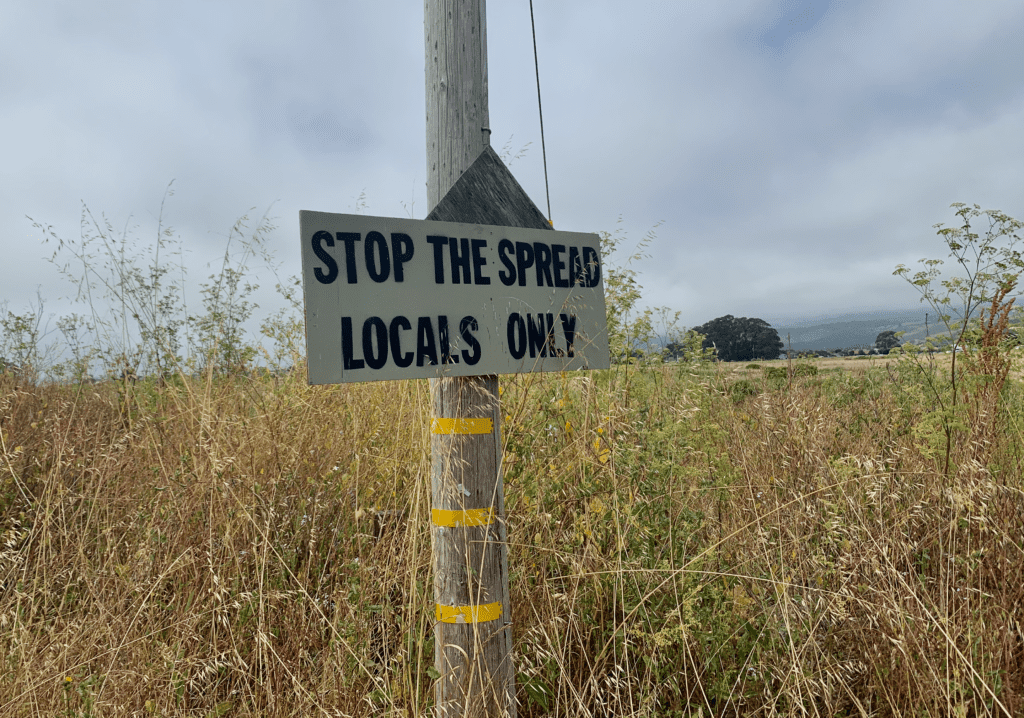 STOP THE SPREAD
LOCALS ONLY